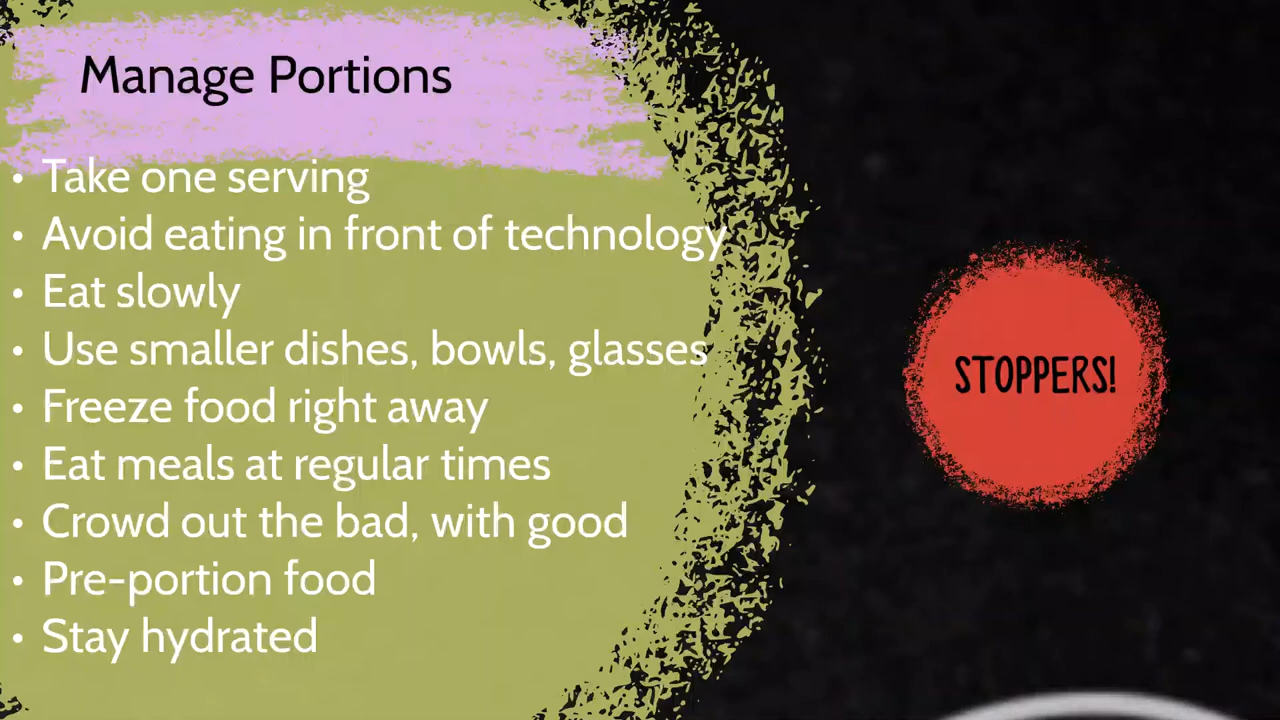 Manage Portions
• Take one serving
• Avoid eating in front of technology
• Eat slowly
• Use smaller dishes, bowls, glasses
• Freeze food right away
• Eat meals at regular times
• Crowd out the bad, with good
• Pre-portion food
• Stay hydrated
STOPPERS!